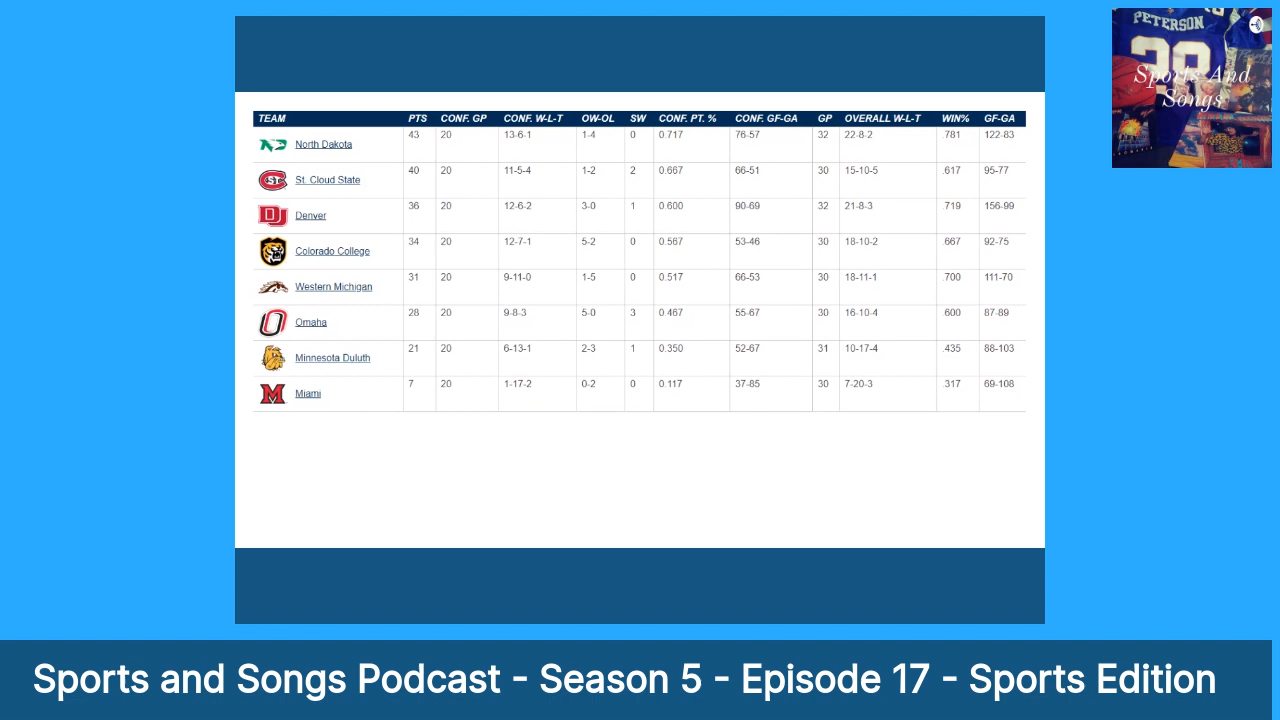 PETERSON
28
Sports And
Songs
TEAM PTS CONF. GP CONF. W-L-T OW-OL SW CONF. PT. % CONF. GF-GA GP OVERALL W-L-T WIN% GF-GA
North Dakota 43 20 13-6-1 1-4 0 0.717 76-57 32 22-8-2 .781 122-83
STC St. Cloud State 40 20 11-5-4 1-2 2 0.667 66-51 30 15-10-5 .617 95-77
DU Denver 36 20 12-6-2 3-0 1 0.600 90-69 32 21-8-3 .719 156-99
Colorado College 34 20 12-7-1 5-2 0 0.567 53-46 30 18-10-2 .667 92-75
Western Michigan 31 20 9-11-0 1-5 0 0.517 66-53 30 18-11-1 .700 111-70
O Omaha 28 20 9-8-3 5-0 3 0.467 55-67 30 16-10-4 .600 87-89
Minnesota Duluth 21 20 6-13-1 2-3 1 0.350 52-67 31 10-17-4 .435 88-103
M Miami 7 20 1-17-2 0-2 0 0.117 37-85 30 7-20-3 .317 69-108
Sports and Songs Podcast - Season 5 - Episode 17 - Sports Edition